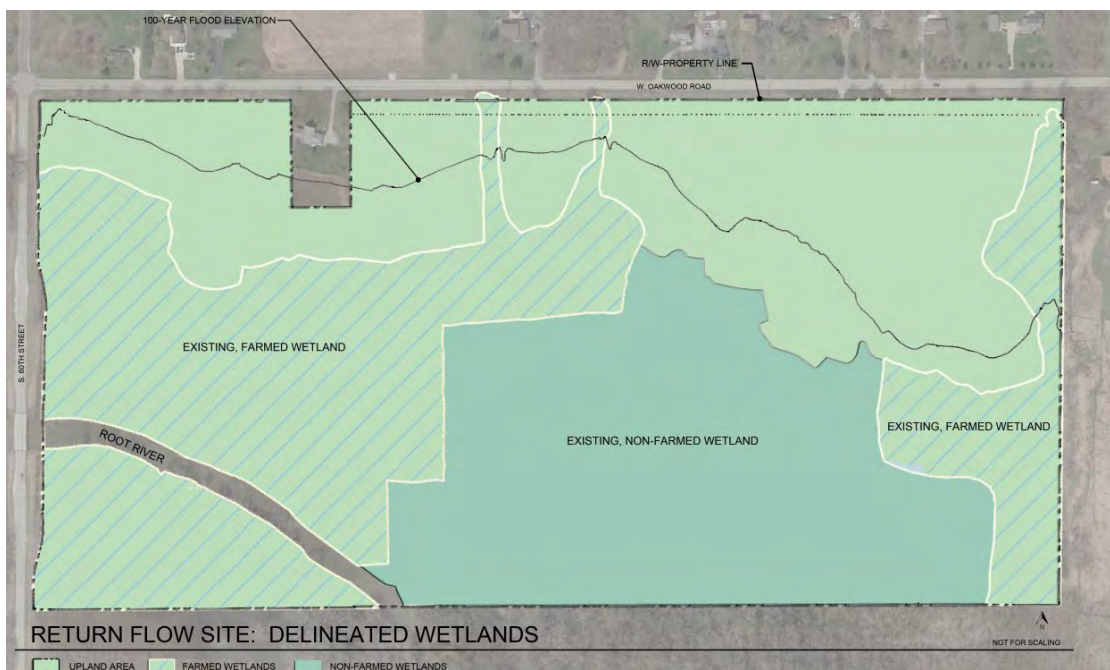 100-YEAR FLOOD ELEVATION
R/W-PROPERTY LINE
W. OAKWOOD ROAD
S. 60TH STREET
EXISTING, FARMED WETLAND
EXISTING, FARMED WETLAND
ROOT RIVER
EXISTING, NON-FARMED WETLAND
N
RETURN FLOW SITE: DELINEATED WETLANDS
NOT FOR SCALING
UPLAND AREA
FARMED WETLANDS
NON-FARMED WETLANDS